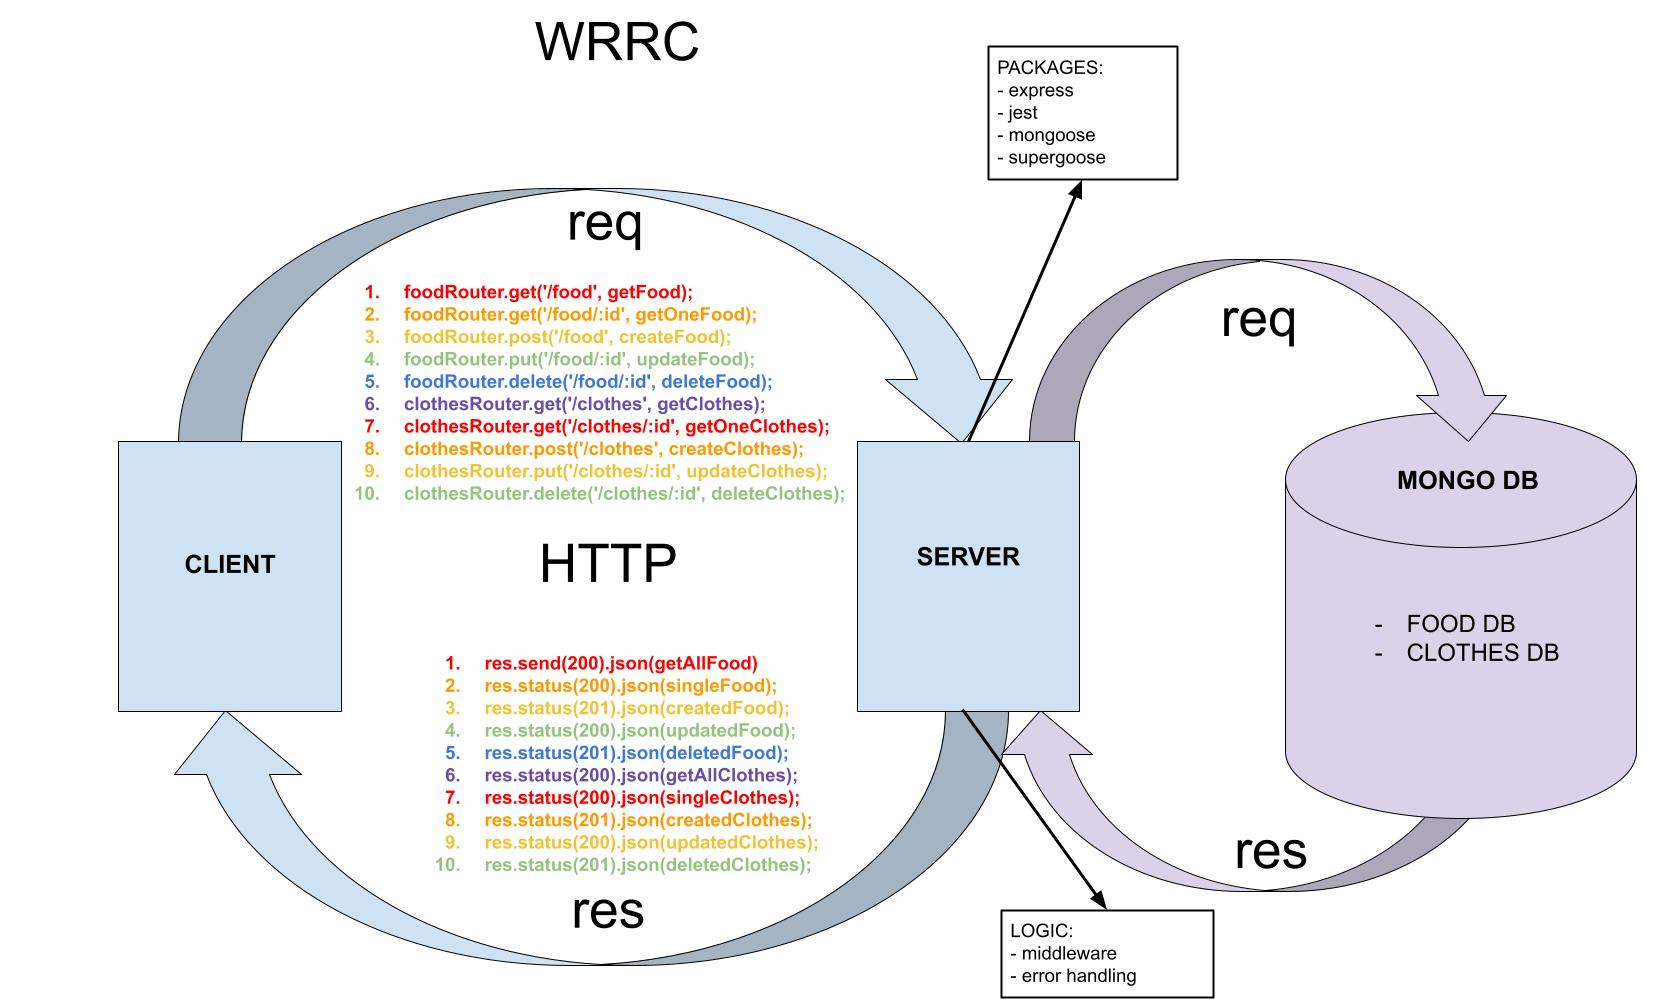 WRRC
PACKAGES:
- express
- jest
- mongoose
- supergoose
req
1. foodRouter.get('/food', getFood);
2. foodRouter.get('/food/:id', getOneFood);
3. foodRouter.post('/food', createFood);
4. foodRouter.put('/food/:id', updateFood);
5. foodRouter.delete('/food/:id', deleteFood);
6. clothesRouter.get('/clothes', getClothes);
7. clothesRouter.get('/clothes/:id', getOneClothes);
8. clothesRouter.post('/clothes', createClothes);
9. clothesRouter.put('/clothes/:id', updateClothes);
10. clothesRouter.delete('/clothes/:id', deleteClothes);
req
CLIENT
HTTP
SERVER
MONGO DB
- FOOD DB
- CLOTHES DB
1. res.send(200).json(getAllFood)
2. res.status(200).json(singleFood);
3. res.status(201).json(createdFood);
4. res.status(200).json(updatedFood);
5. res.status(201).json(deletedFood);
6. res.status(200).json(getAllClothes);
7. res.status(200).json(singleClothes);
8. res.status(201).json(createdClothes);
9. res.status(200).json(updatedClothes);
10. res.status(201).json(deletedClothes);
res
res
LOGIC:
- middleware
- error handling